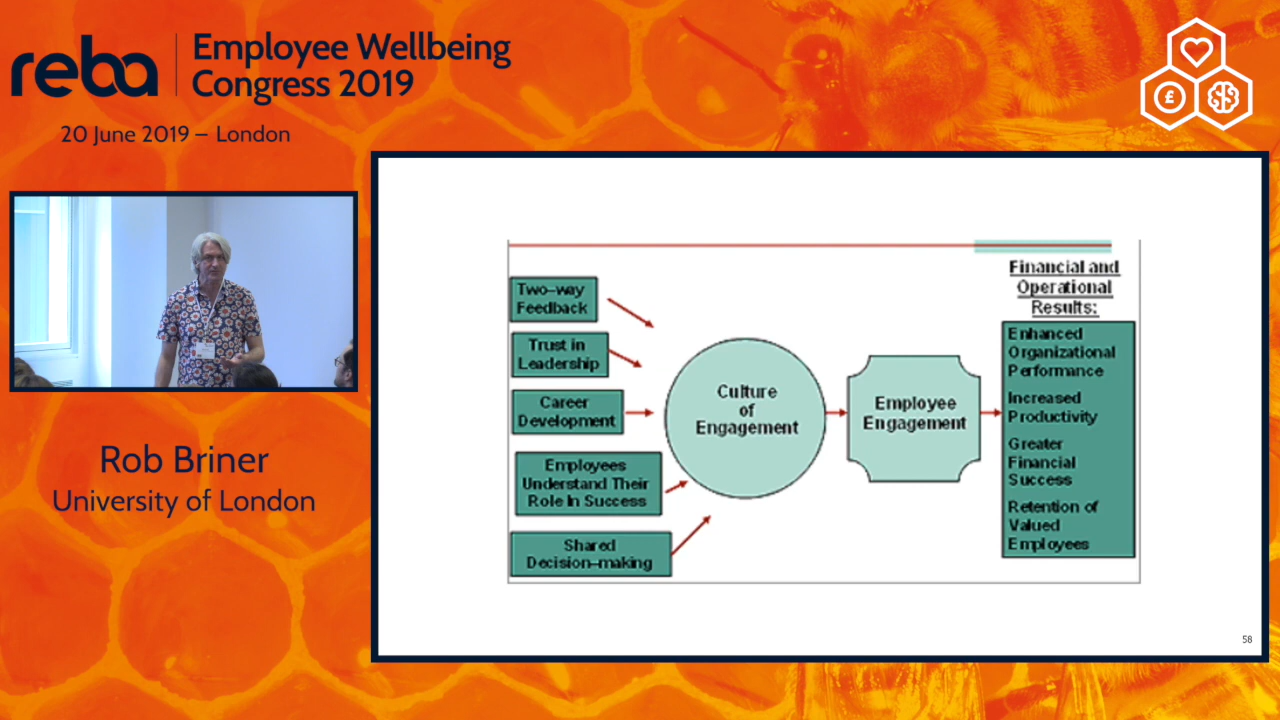 reba
Employee Wellbeing
Congress 2019
20 June 2019 – London
£
Rob Briner
University of London
Two-way
Feedback
Trust in
Leadership
Career
Development
Employees
Understand Their
Role In Success
Shared
Decision-making
Culture
of
Engagement
Employee
Engagement
Financial and
Operational
Results:
Enhanced
Organizational
Performance
Increased
Productivity
Greater
Financial
Success
Retention of
Valued
Employees
58